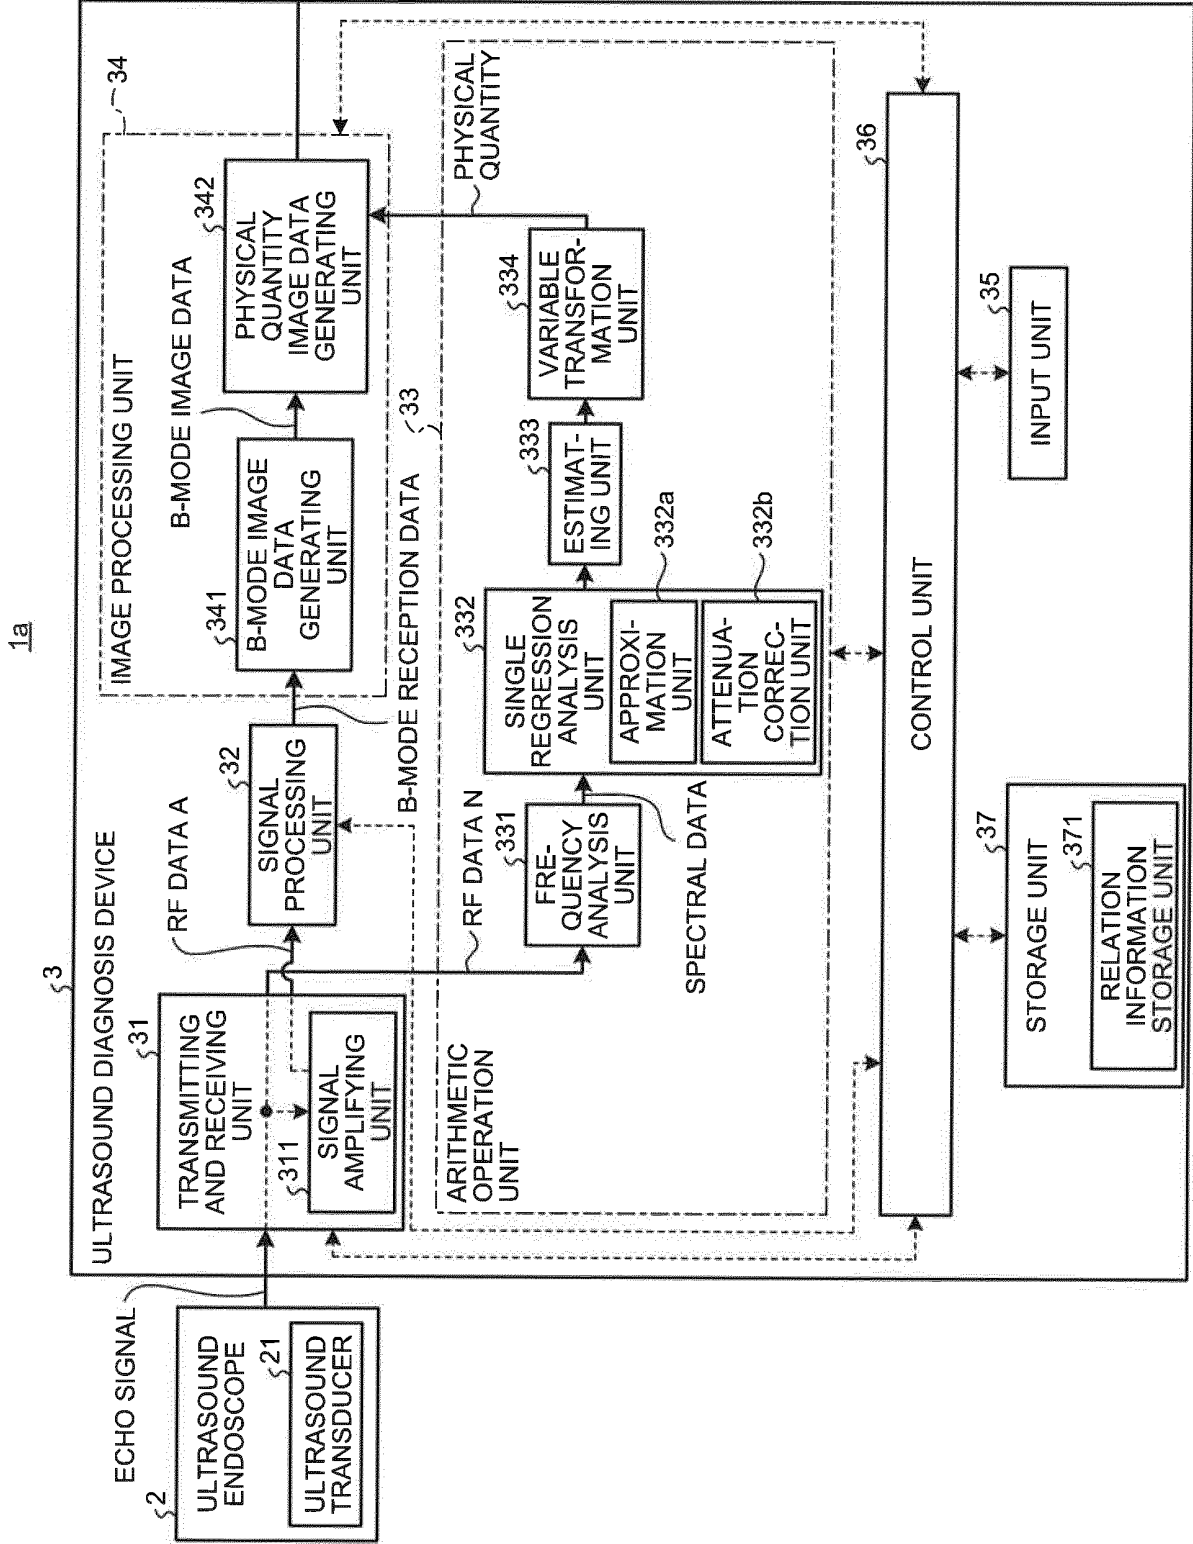 1a
3
ULTRASOUND DIAGNOSIS DEVICE
34
IMAGE PROCESSING UNIT
B-MODE IMAGE DATA
RF DATA A
ECHO SIGNAL
2
ULTRASOUND
ENDOSCOPE
21
ULTRASOUND
TRANSDUCER
31
TRANSMITTING
AND RECEIVING
UNIT
311
SIGNAL
AMPLIFYING
UNIT
32
SIGNAL
PROCESSING
UNIT
341
B-MODE IMAGE
DATA
GENERATING
UNIT
342
PHYSICAL
QUANTITY
IMAGE DATA
GENERATING
UNIT
B-MODE RECEPTION DATA
33
PHYSICAL
QUANTITY
ARITHMETIC
OPERATION
UNIT
RF DATA N
331
FRE-
QUENCY
ANALYSIS
UNIT
SPECTRAL DATA
332
SINGLE
REGRESSION
ANALYSIS
UNIT
APPROXI-
MATION
UNIT
332a
ATTENUA-
TION
CORREC-
TION UNIT
332b
333
ESTIMAT-
ING UNIT
334
VARIABLE
TRANSFOR-
MATION
UNIT
36
CONTROL UNIT
37
STORAGE UNIT
371
RELATION
INFORMATION
STORAGE UNIT
35
INPUT UNIT